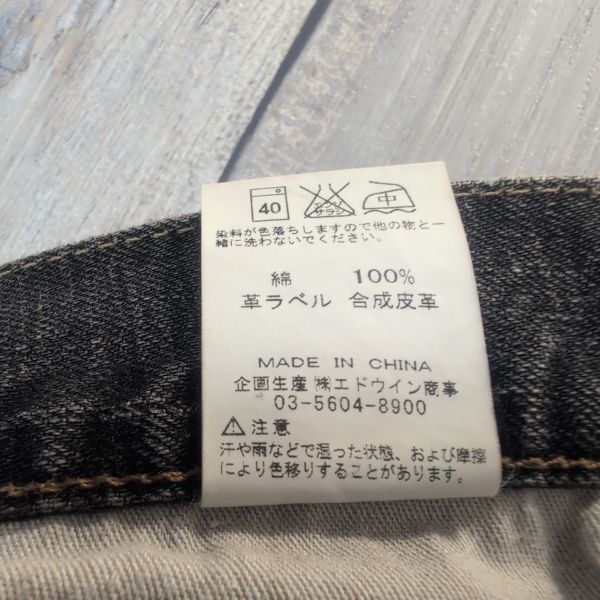 40 エンソサラシ 中
染料が色落ちしますので他の物と一
緒に洗わないでください。
綿 100%
革ラベル 合成皮革
MADE IN CHINA
企画生産 ㈱エドウイン商事
03-5604-8900
⚠注意
汗や雨などで湿った状態、および摩擦
により色移りすることがあります。